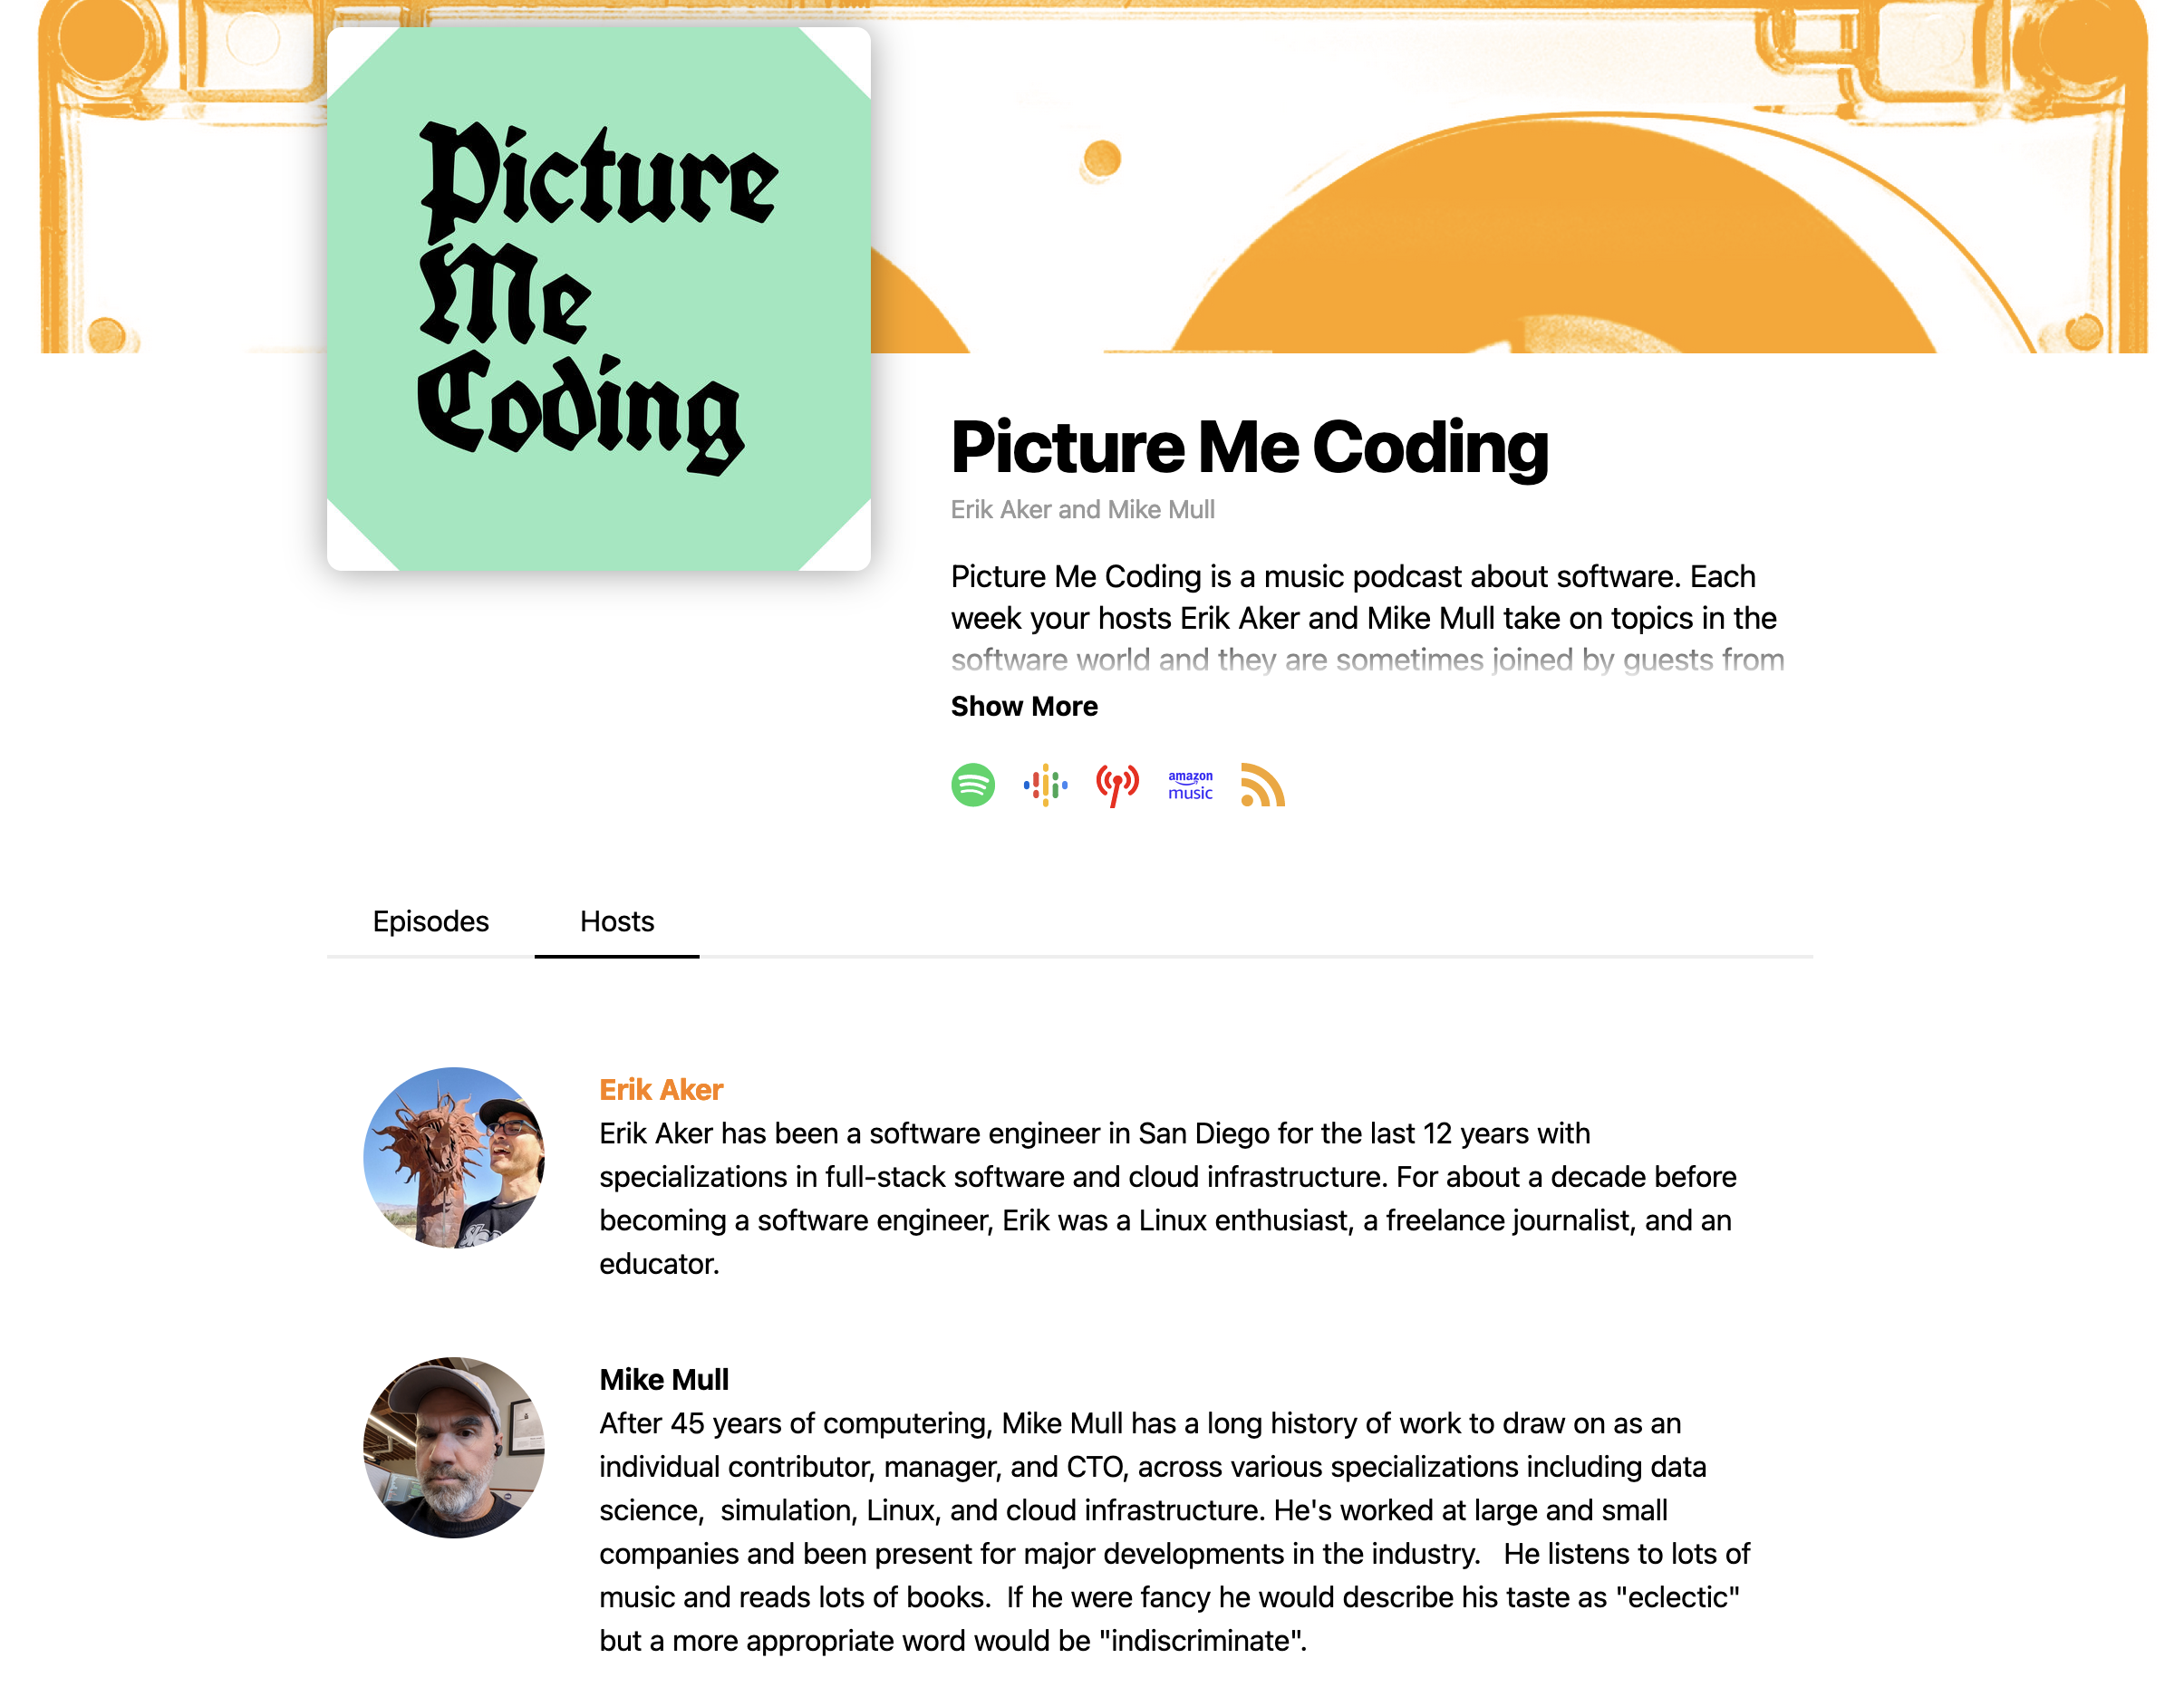 Picture
Me
Coding
Picture Me Coding
Erik Aker and Mike Mull
Picture Me Coding is a music podcast about software. Each
week your hosts Erik Aker and Mike Mull take on topics in the
software world and they are sometimes joined by guests from
Show More
amazon
music
Episodes
Hosts
Erik Aker
Erik Aker has been a software engineer in San Diego for the last 12 years with
specializations in full-stack software and cloud infrastructure. For about a decade before
becoming a software engineer, Erik was a Linux enthusiast, a freelance journalist, and an
educator.
Mike Mull
After 45 years of computering, Mike Mull has a long history of work to draw on as an
individual contributor, manager, and CTO, across various specializations including data
science,  simulation, Linux, and cloud infrastructure. He's worked at large and small
companies and been present for major developments in the industry.   He listens to lots of
music and reads lots of books.  If he were fancy he would describe his taste as "eclectic"
but a more appropriate word would be "indiscriminate".